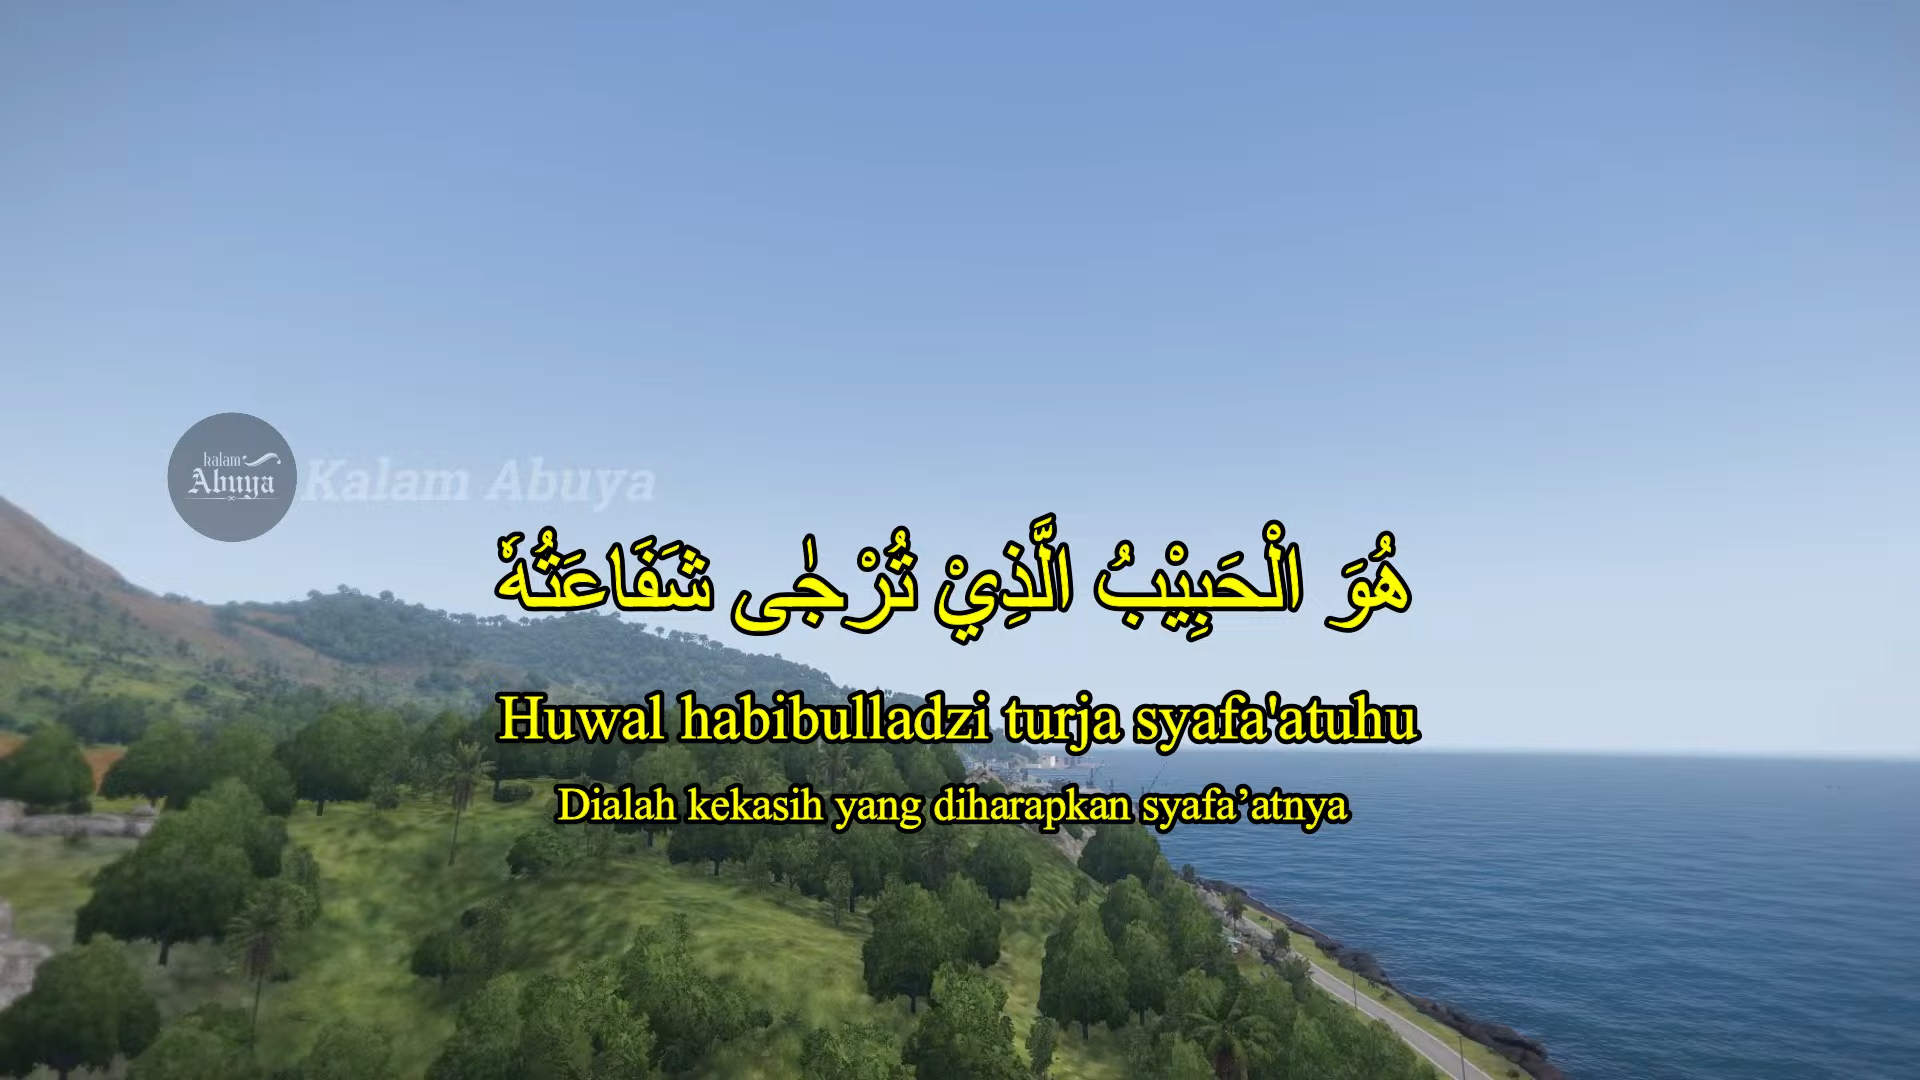 kalam
Abuya
Kalam Abuya
هُوَ الْحَبِيْبُ الَّذِيْ تُرْجٰى شَفَاعَتُهٗ
Huwal habibulladzi turja syafa'atuhu
Dialah kekasih yang diharapkan syafa’atnya